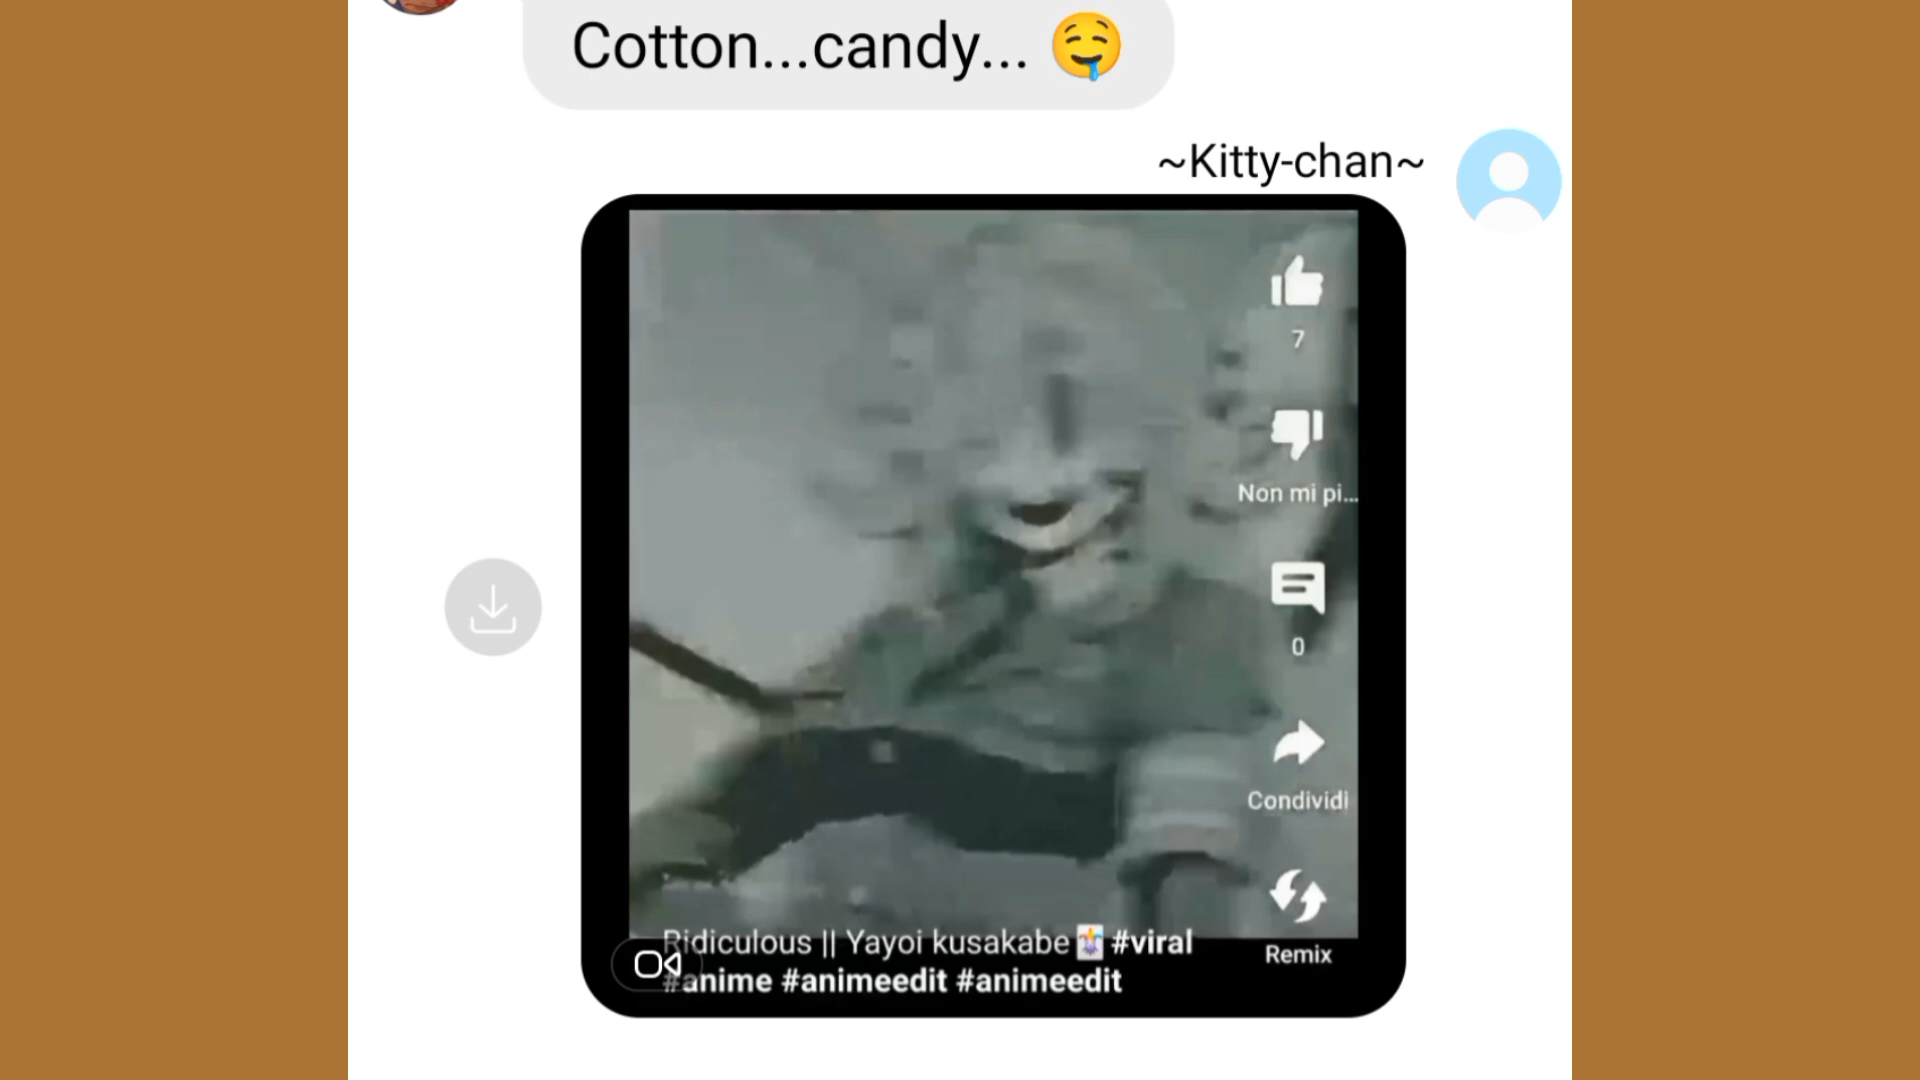 Cotton...candy... 🤤
~Kitty-chan~
7
Non mi pi...
0
Condividi
Remix
Ridiculous || Yayoi kusakabe🃏 #viral
#anime #animeedit #animeedit